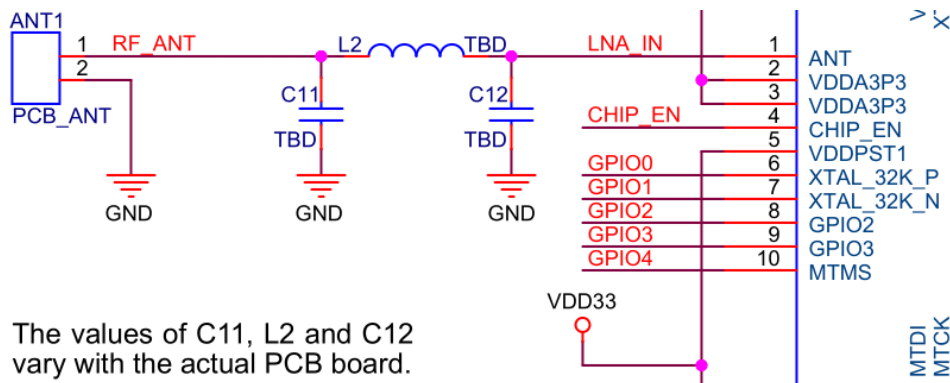 ANT1
1
RF_ANT
L2
TBD
LNA_IN
1
ANT
2
2
VDDA3P3
3
VDDA3P3
PCB_ANT
C11
TBD
C12
TBD
CHIP_EN
4
CHIP_EN
5
VDDPST1
GPIO0
6
XTAL_32K_P
GPIO1
7
XTAL_32K_N
GPIO2
8
GPIO2
GPIO3
9
GPIO3
GPIO4
10
MTMS
GND
GND
GND
VDD33
The values of C11, L2 and C12
vary with the actual PCB board.
MTDI
MTCK